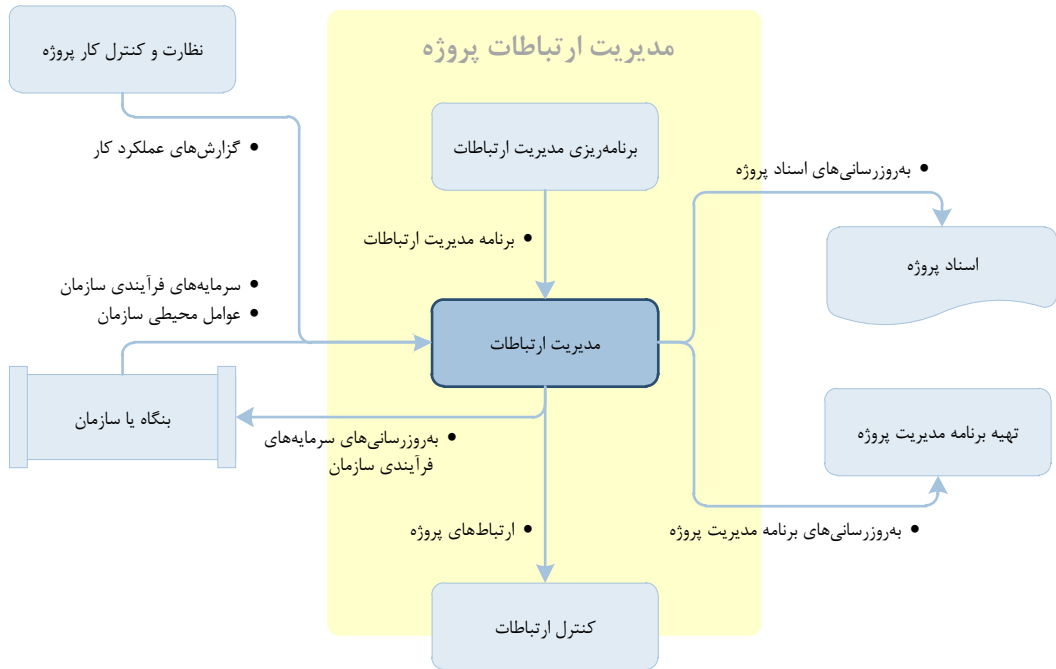 مدیریت ارتباطات پروژه
نظارت و کنترل کار پروژه
• گزارش‌های عملکرد کار
برنامه‌ریزی مدیریت ارتباطات
• به‌روزرسانی‌های اسناد پروژه
• برنامه مدیریت ارتباطات
اسناد پروژه
• سرمایه‌های فرآیندی سازمان
• عوامل محیطی سازمان
مدیریت ارتباطات
بنگاه یا سازمان
تهیه برنامه مدیریت پروژه
• به‌روزرسانی‌های سرمایه‌های
فرآیندی سازمان
• ارتباط‌های پروژه
• به‌روزرسانی‌های برنامه مدیریت پروژه
کنترل ارتباطات